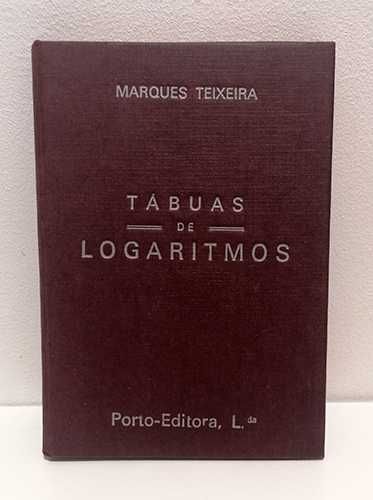 MARQUES TEIXEIRA
TÁBUAS
DE
LOGARITMOS
Porto-Editora, L.da